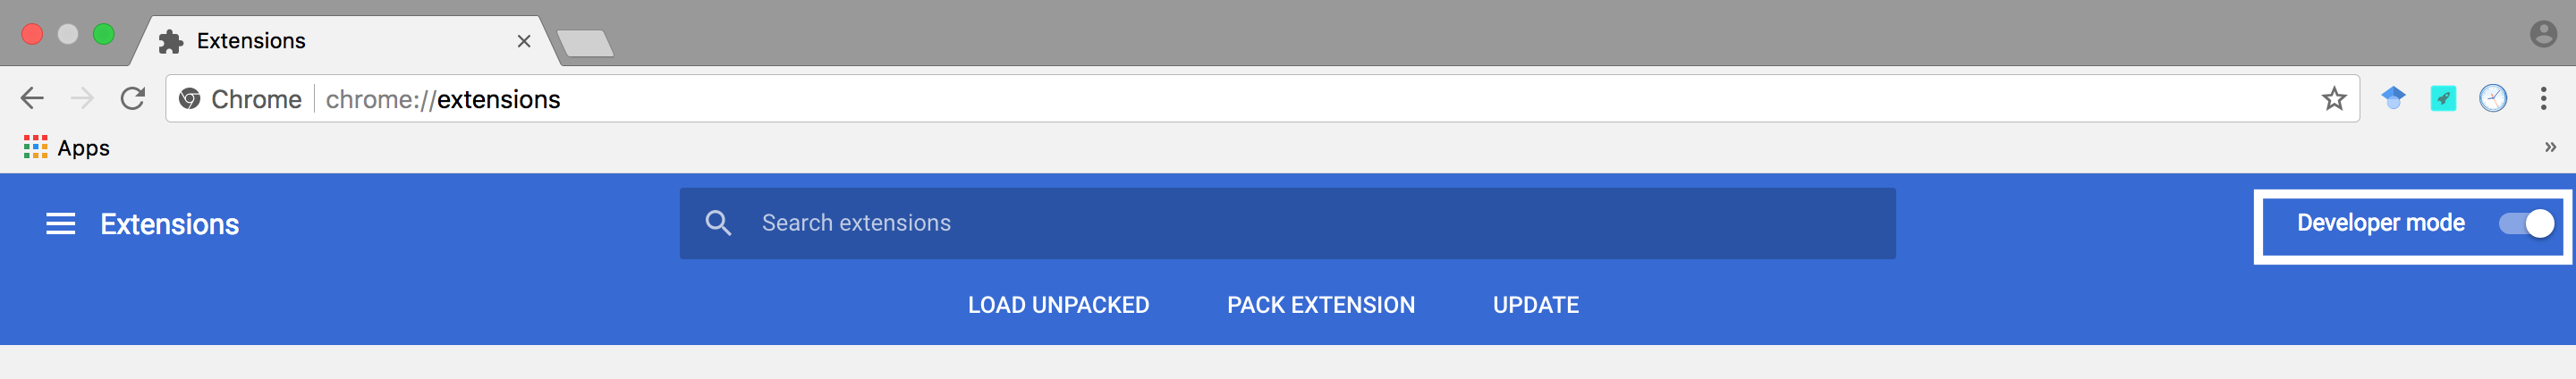 Extensions
Chrome chrome://extensions
Apps »
Extensions Search extensions Developer mode
LOAD UNPACKED PACK EXTENSION UPDATE